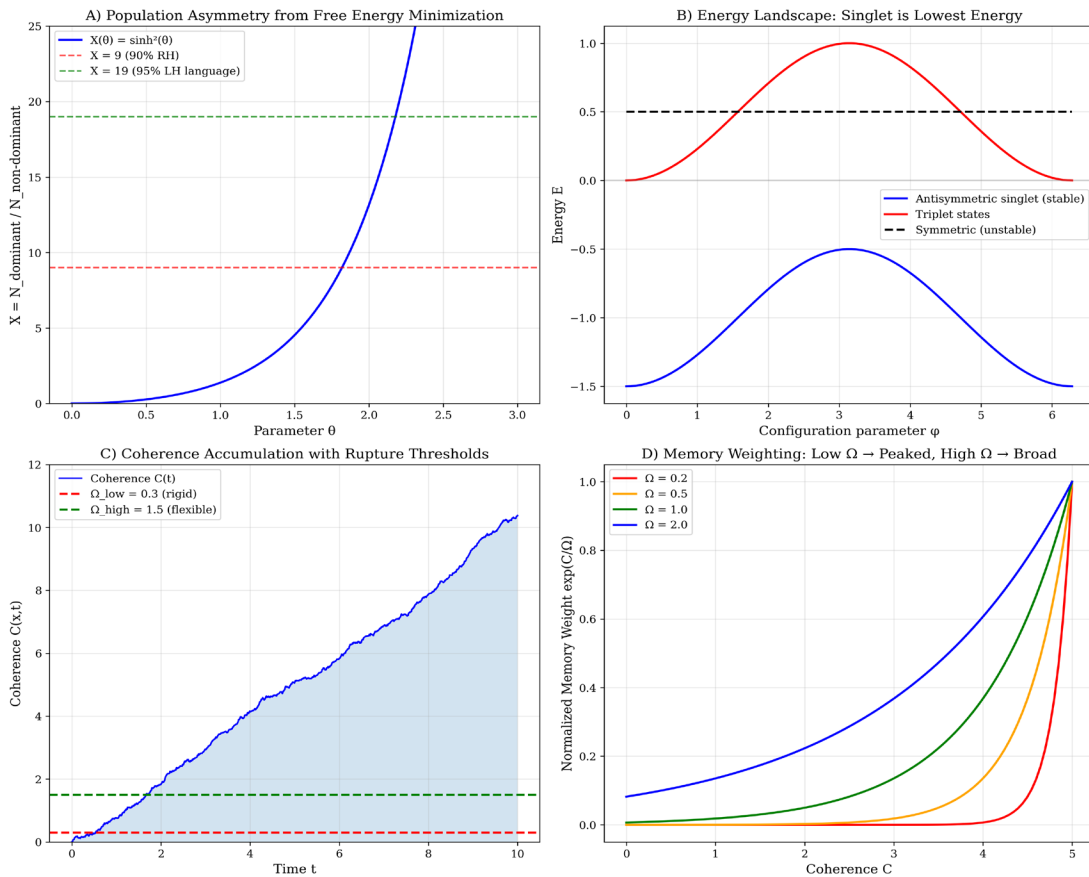 A) Population Asymmetry from Free Energy Minimization
25
20
15
10
5
0
X = N_dominant / N_non-dominant
X(θ) = sinh²(θ)
X = 9 (90% RH)
X = 19 (95% LH language)
0.0 0.5 1.0 1.5 2.0 2.5 3.0
Parameter θ
B) Energy Landscape: Singlet is Lowest Energy
1.0
0.5
0.0
−0.5
−1.0
−1.5
Energy E
Antisymmetric singlet (stable)
Triplet states
Symmetric (unstable)
0 1 2 3 4 5 6
Configuration parameter φ
C) Coherence Accumulation with Rupture Thresholds
12
10
8
6
4
2
0
Coherence C(x,t)
Coherence C(t)
Ω_low = 0.3 (rigid)
Ω_high = 1.5 (flexible)
0 2 4 6 8 10
Time t
D) Memory Weighting: Low Ω → Peaked, High Ω → Broad
1.0
0.8
0.6
0.4
0.2
0.0
Normalized Memory Weight exp(C/Ω)
Ω = 0.2
Ω = 0.5
Ω = 1.0
Ω = 2.0
0 1 2 3 4 5
Coherence C